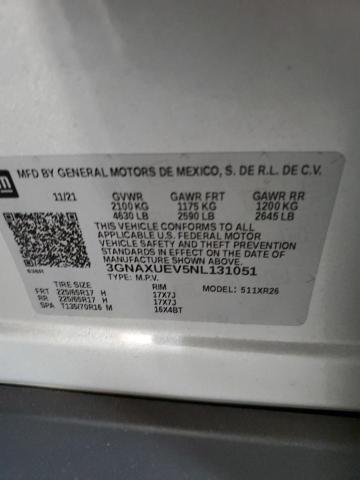 gm
MFD BY GENERAL MOTORS DE MEXICO, S. DE R.L. DE C.V.
11/21 GVWR GAWR FRT GAWR RR
2100 KG 1175 KG 1200 KG
4630 LB 2590 LB 2645 LB
THIS VEHICLE CONFORMS TO ALL APPLICABLE U.S. FEDERAL MOTOR
VEHICLE SAFETY, BUMPER, AND THEFT
PREVENTION STANDARDS IN EFFECT ON THE DATE OF
MANUFACTURE SHOWN ABOVE.
3GNAXUEV5NL131051
TYPE: M.P.V.
TIRE SIZE RIM MODEL: 511XR26
FRT 225/65R17 H 17X7J
RR 225/65R17 H 17X7J
SPA T135/70R16 M 16X4BT